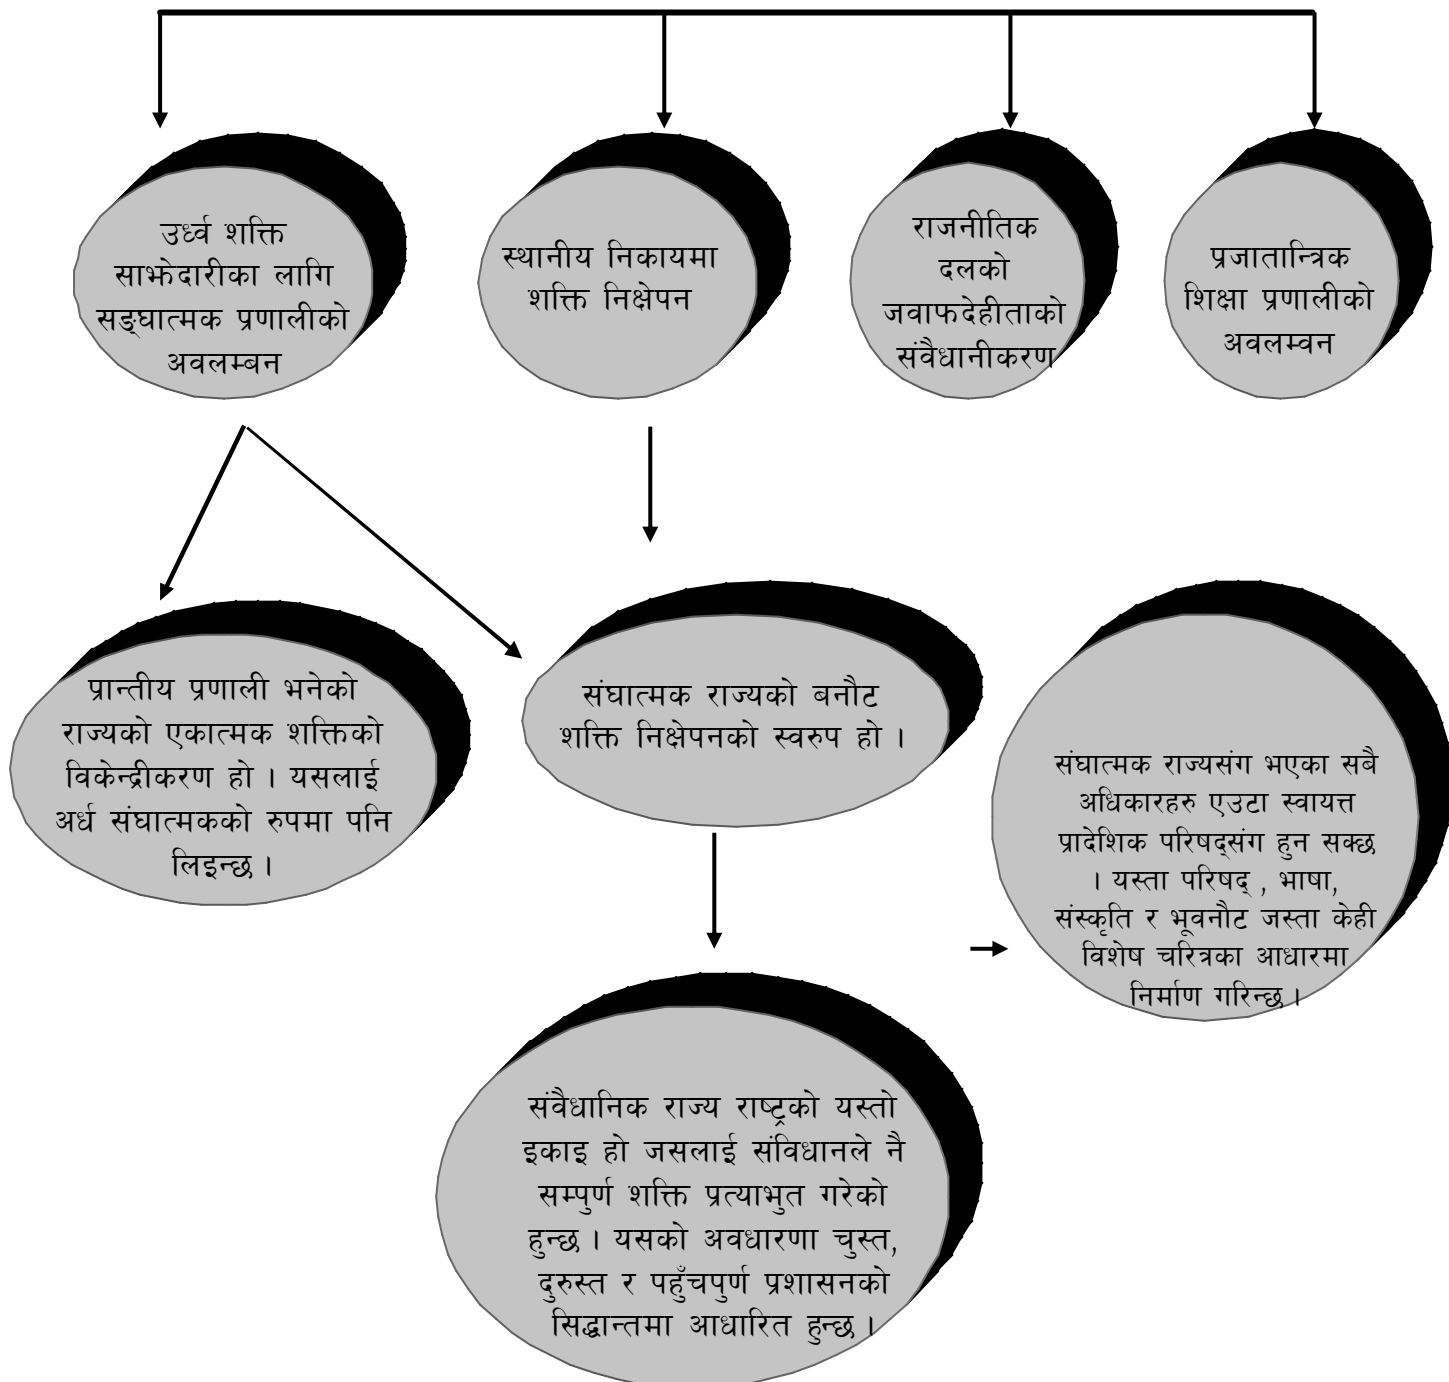 उर्ध्व शक्ति
साझेदारीका लागि
सङ्घात्मक प्रणालीको
अवलम्बन
स्थानीय निकायमा
शक्ति निक्षेपन
राजनीतिक
दलको
जवाफदेहीताको
संवैधानीकरण
प्रजातान्त्रिक
शिक्षा प्रणालीको
अवलम्वन
प्रान्तीय प्रणाली भनेको
राज्यको एकात्मक शक्तिको
विकेन्द्रीकरण हो । यसलाई
अर्ध संघात्मकको रुपमा पनि
लिइन्छ ।
संघात्मक राज्यको बनौट
शक्ति निक्षेपनको स्वरुप हो ।
संघात्मक राज्यसंग भएका सबै
अधिकारहरु एउटा स्वायत्त
प्रादेशिक परिषद्संग हुन सक्छ
। यस्ता परिषद् , भाषा,
संस्कृति र भूवनौट जस्ता केही
विशेष चरित्रका आधारमा
निर्माण गरिन्छ ।
संवैधानिक राज्य राष्ट्रको यस्तो
इकाइ हो जसलाई संविधानले नै
सम्पुर्ण शक्ति प्रत्याभुत गरेको
हुन्छ । यसको अवधारणा चुस्त,
दुरुस्त र पहुँचपुर्ण प्रशासनको
सिद्धान्तमा आधारित हुन्छ ।